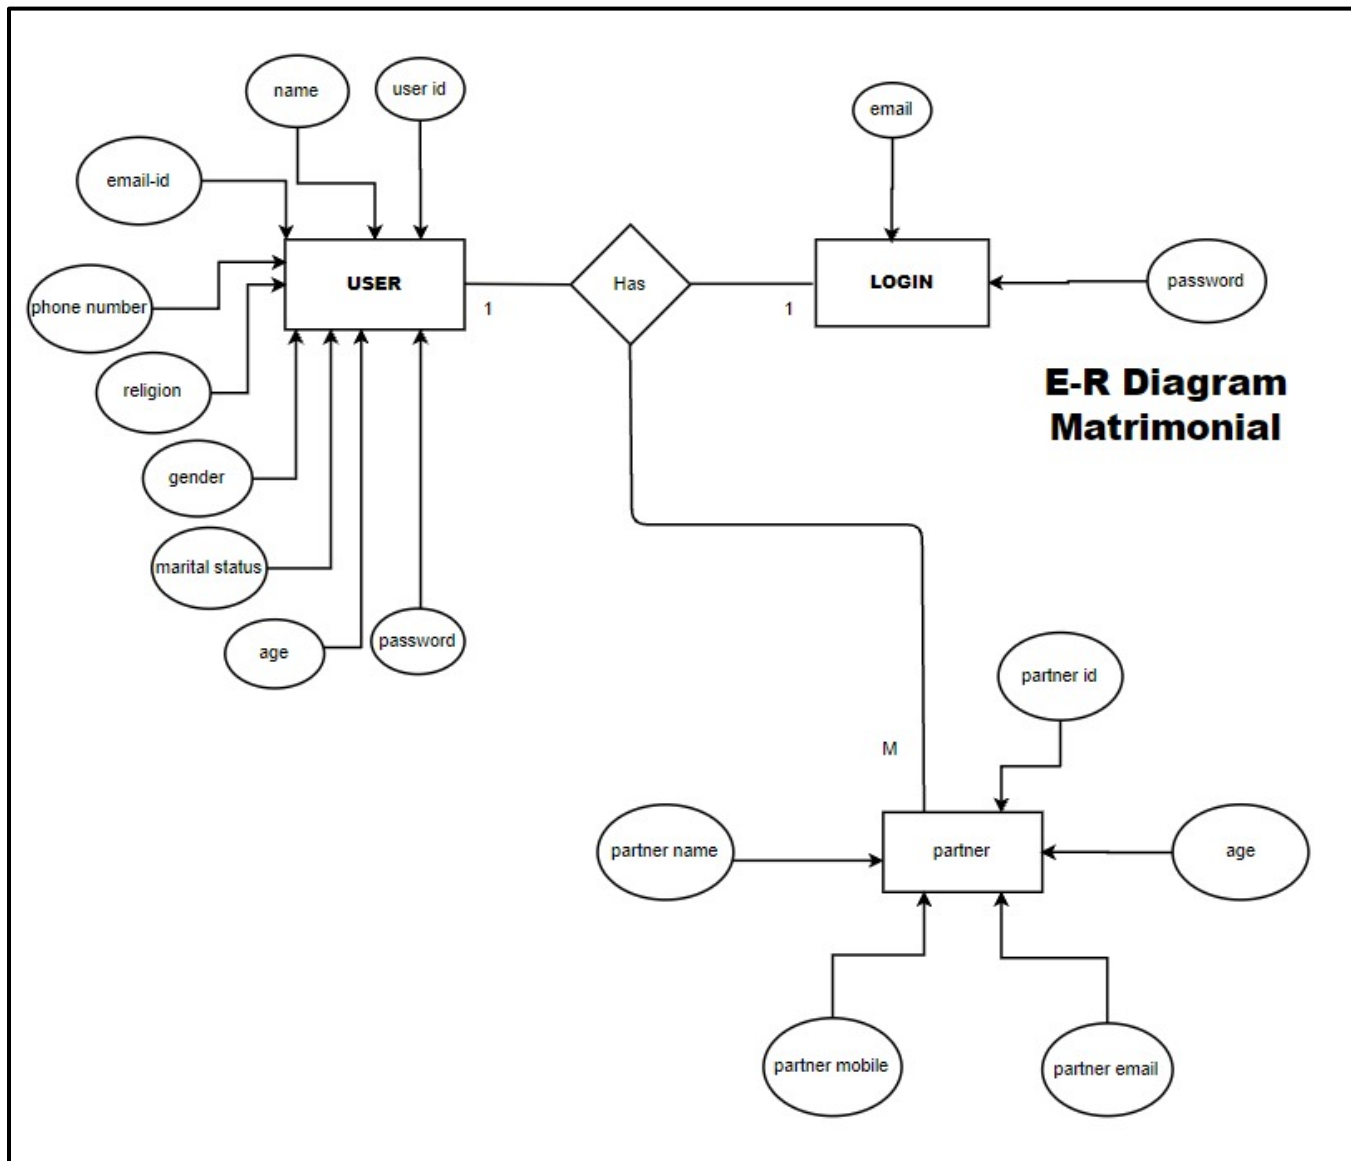 name
user id
email
email-id
USER
Has
LOGIN
password
phone number
1
1
religion
E-R Diagram
Matrimonial
gender
marital status
age
password
partner id
M
partner name
partner
age
partner mobile
partner email